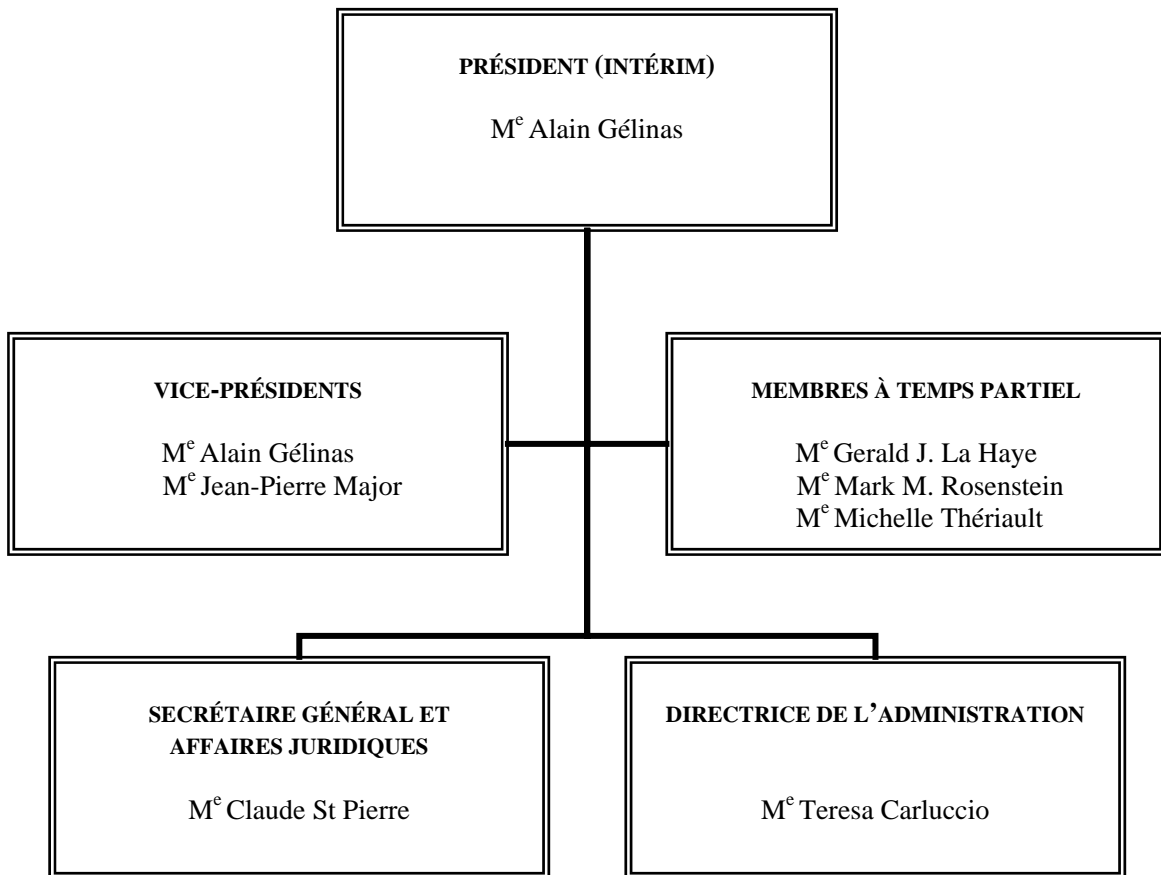 PRÉSIDENT (INTÉRIM)
Me Alain Gélinas
VICE-PRÉSIDENTS
Me Alain Gélinas
Me Jean-Pierre Major
MEMBRES À TEMPS PARTIEL
Me Gerald J. La Haye
Me Mark M. Rosenstein
Me Michelle Thériault
SECRÉTAIRE GÉNÉRAL ET
AFFAIRES JURIDIQUES
Me Claude St Pierre
DIRECTRICE DE L’ADMINISTRATION
Me Teresa Carluccio